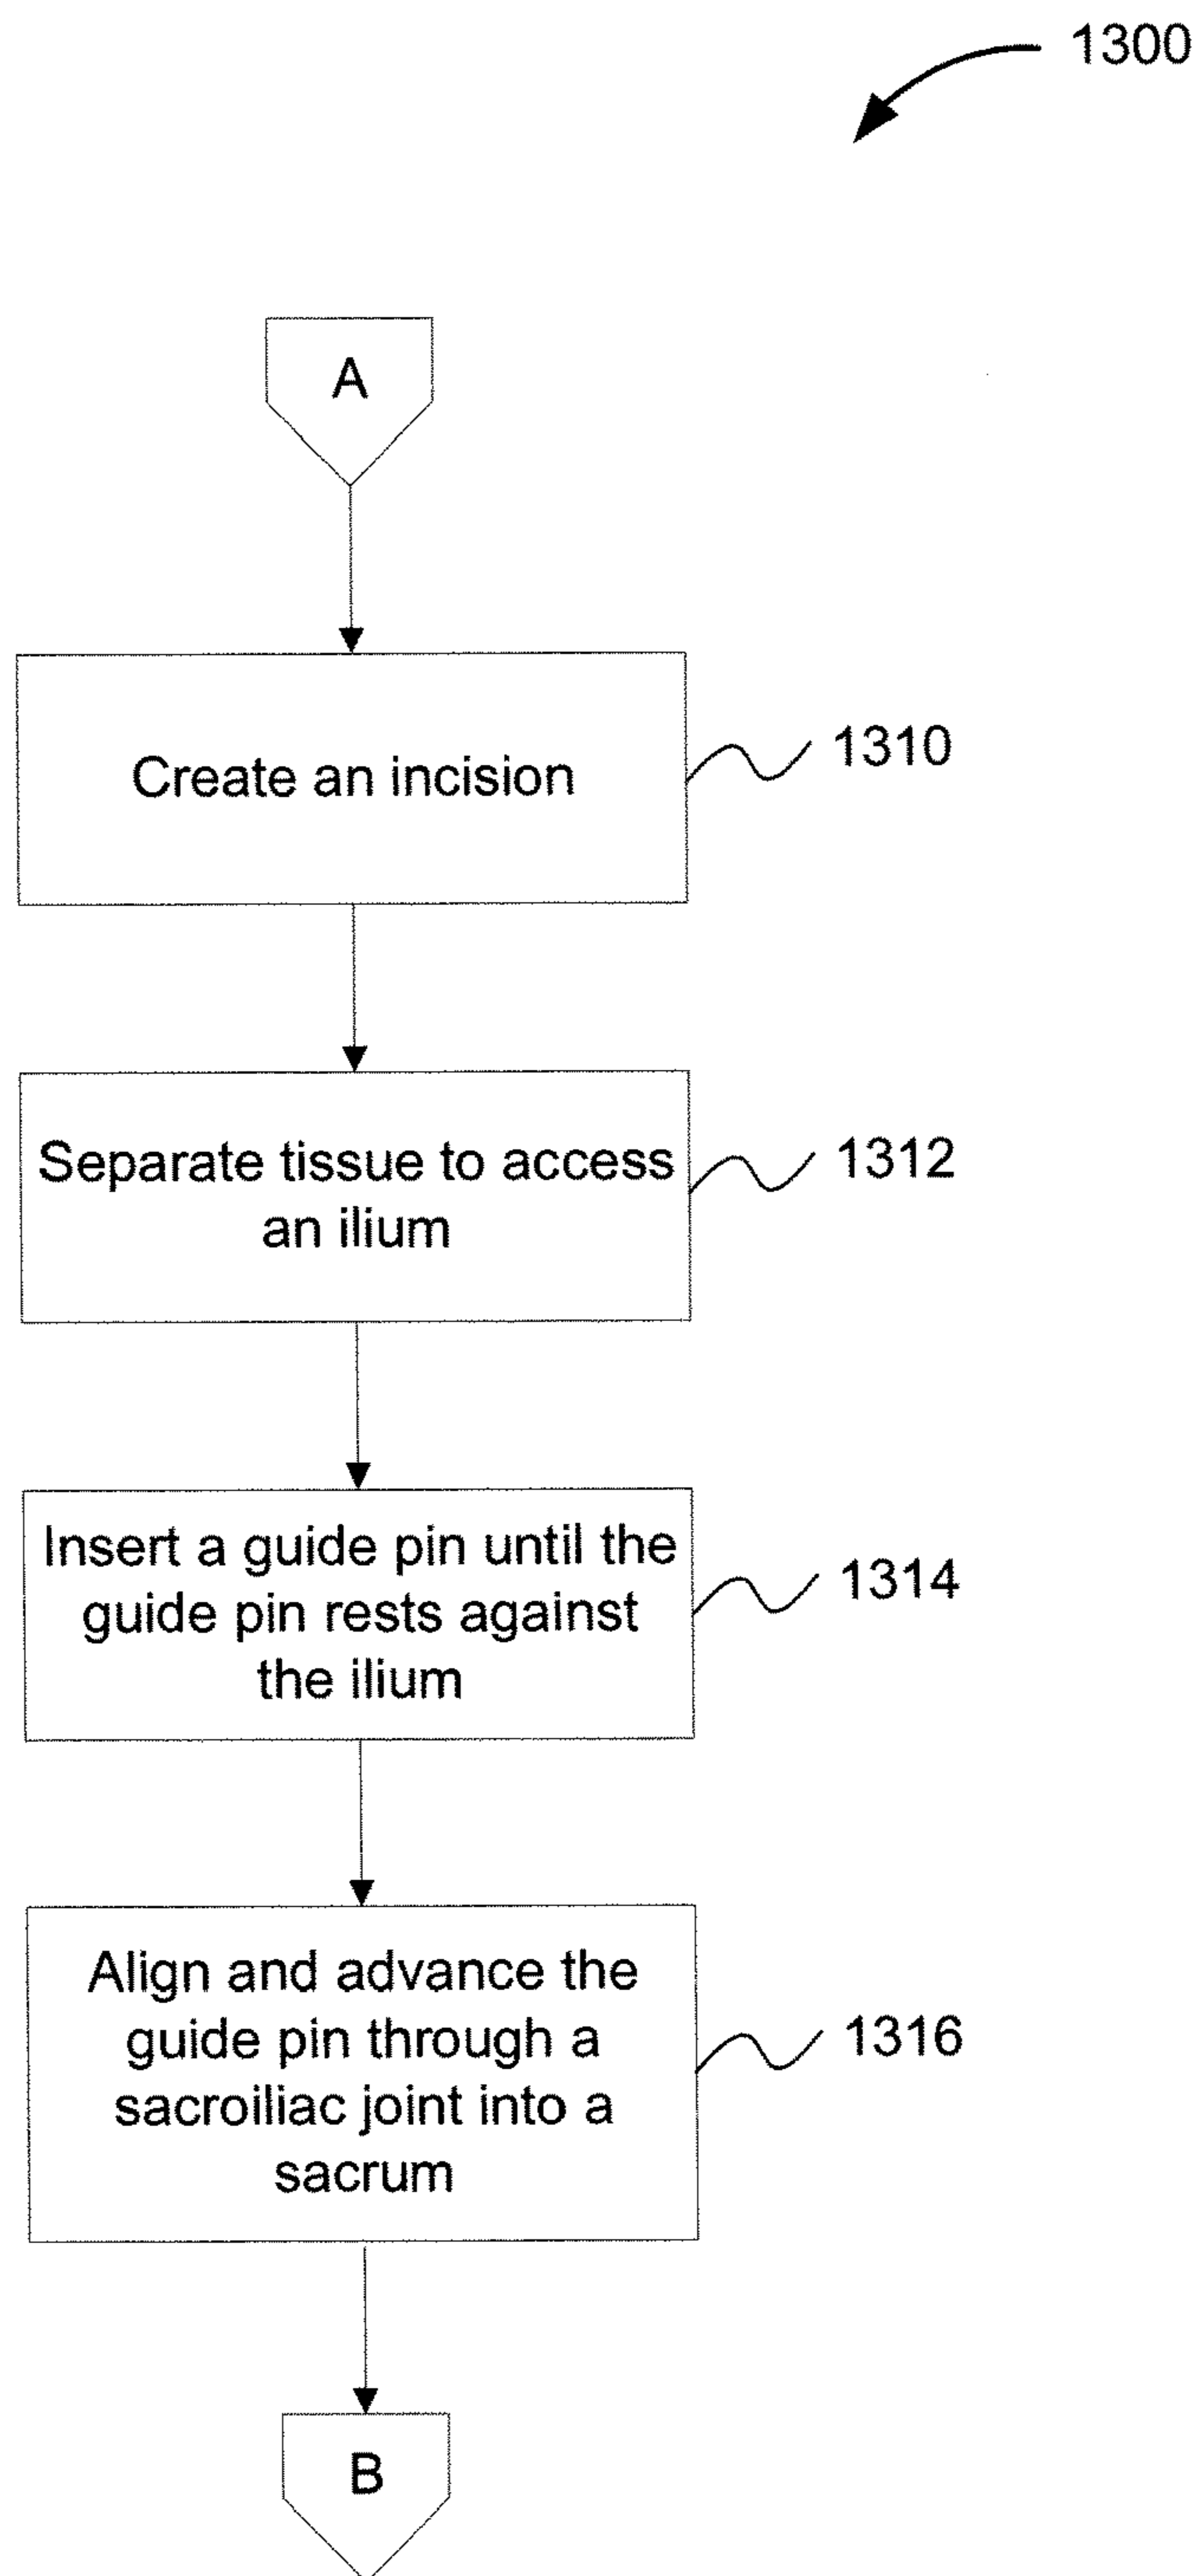 1300
A
Create an incision
1310
Separate tissue to access
an ilium
1312
Insert a guide pin until the
guide pin rests against
the ilium
1314
Align and advance the
guide pin through a
sacroiliac joint into a
sacrum
1316
B